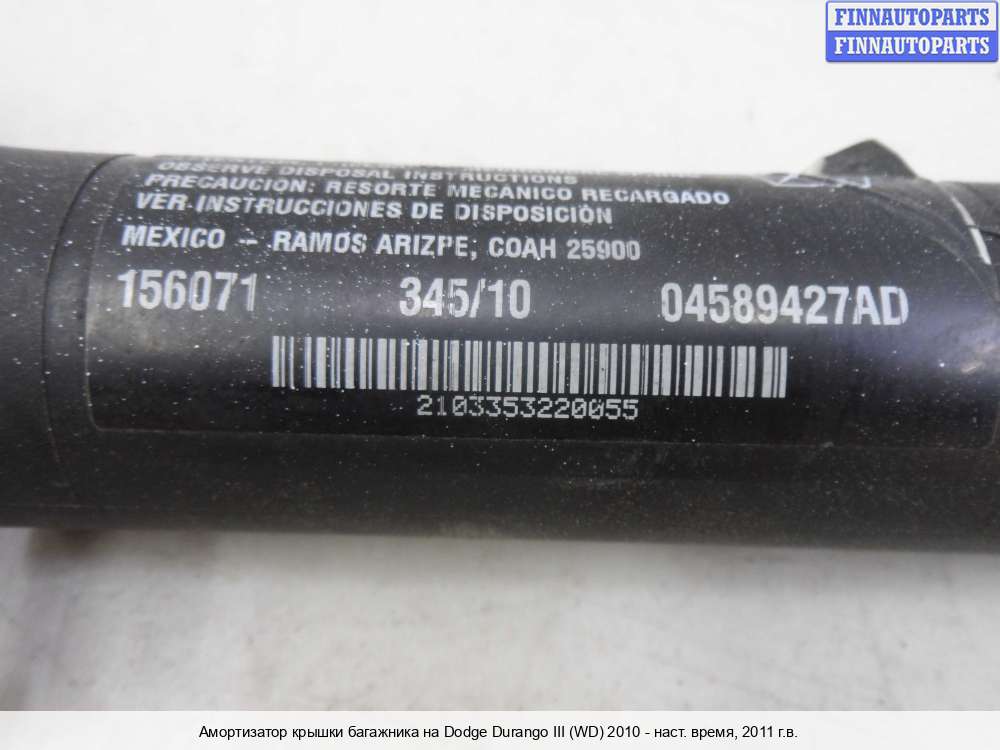 FINNAUTOPARTS
FINNAUTOPARTS
OBSERVE DISPOSAL INSTRUCTIONS
PRECAUCION: RESORTE MECANICO RECARGADO
VER INSTRUCCIONES DE DISPOSICIÓN
MEXICO - RAMOS ARIZPE, COAH 25900
156071 345/10 04589427AD
2103353220055
Амортизатор крышки багажника на Dodge Durango III (WD) 2010 - наст. время, 2011 г.в.